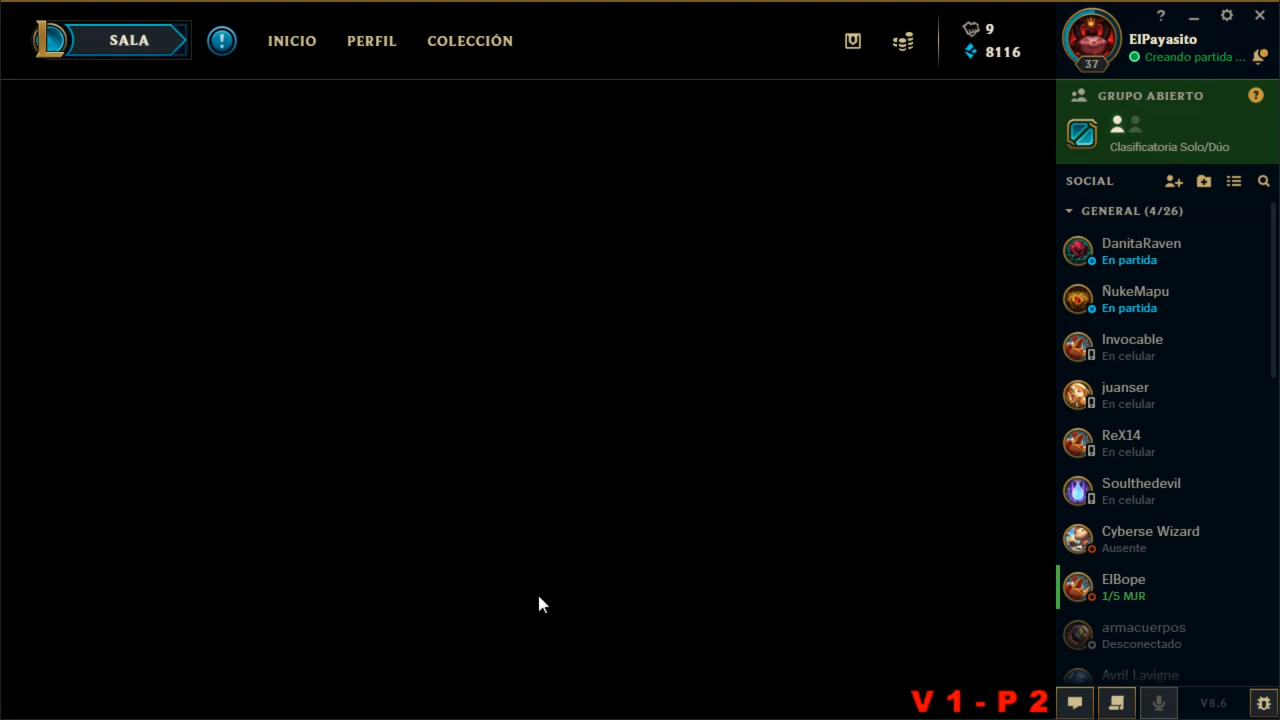 SALA
INICIO
PERFIL
COLECCIÓN
9
8116
?
ElPayasito
Creando partida ...
37
GRUPO ABIERTO
?
Clasificatoria Solo/Dúo
SOCIAL
GENERAL (4/26)
DanitaRaven
En partida
ÑukeMapu
En partida
Invocable
En celular
juanser
En celular
ReX14
En celular
Soulthedevil
En celular
Cyberse Wizard
Ausente
ElBope
1/5 MJR
armacuerpos
Desconectado
Avril Lavigne
V 1 - P 2
V8.6